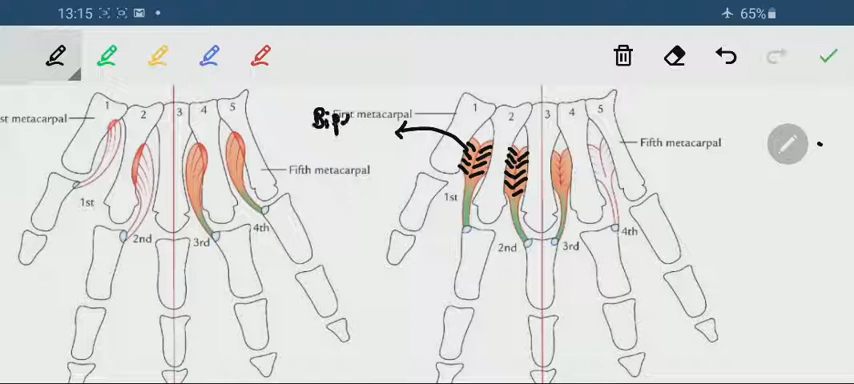 13:15
65%
1 2 3 4 5
st metacarpal
Fifth metacarpal
1st
2nd
3rd
4th
Bip
First metacarpal
1 2 3 4 5
Fifth metacarpal
1st
2nd
3rd
4th